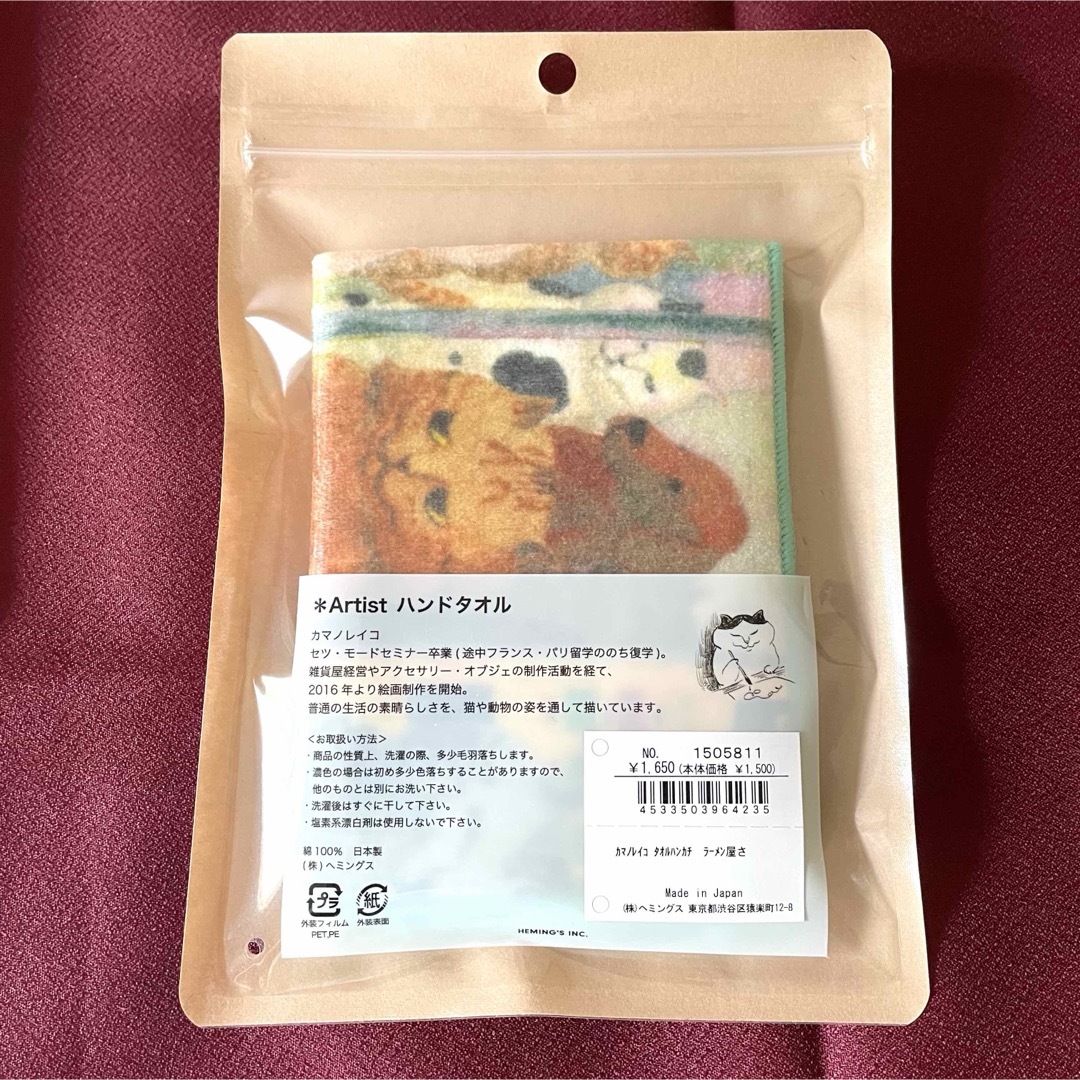 ＊Artist ハンドタオル
カマノレイコ
セツ・モードセミナー卒業 ( 途中フランス・パリ留学ののち復学 )。
雑貨屋経営やアクセサリー・オブジェの制作活動を経て、
2016 年より絵画制作を開始。
普通の生活の素晴らしさを、猫や動物の姿を通して描いています。
＜お取扱い方法＞
・商品の性質上、洗濯の際、多少毛羽落ちします。
・濃色の場合は初め多少色落ちすることがありますので、
他のものとは別にお洗い下さい。
・洗濯後はすぐに干して下さい。
・塩素系漂白剤は使用しないで下さい。
綿100%　日本製
( 株 ) ヘミングス
プラ
紙
外装フィルム
外装表面
PET,PE
HEMING'S INC.
NO. 1505811
￥1,650 (本体価格 ￥1,500)
4533503964235
ｶﾏﾉﾚｲｺ ﾀｵﾙﾊﾝｶﾁ ﾗｰﾒﾝ屋さ
Made in Japan
(株)ヘミングス 東京都渋谷区猿楽町12-8